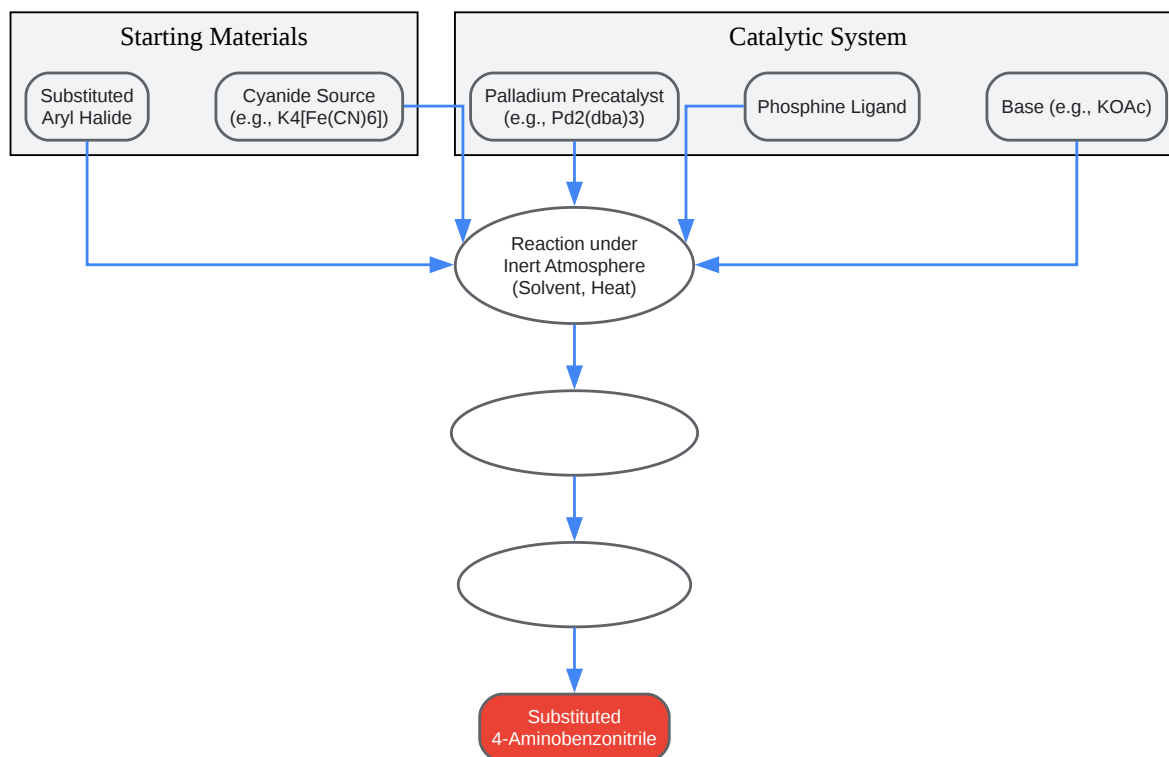 Starting Materials
Catalytic System
Substituted
Aryl Halide
Cyanide Source
(e.g., K4[Fe(CN)6])
Palladium Precatalyst
(e.g., Pd2(dba)3)
Phosphine Ligand
Base (e.g., KOAc)
Reaction under
Inert Atmosphere
(Solvent, Heat)
Substituted
4-Aminobenzonitrile